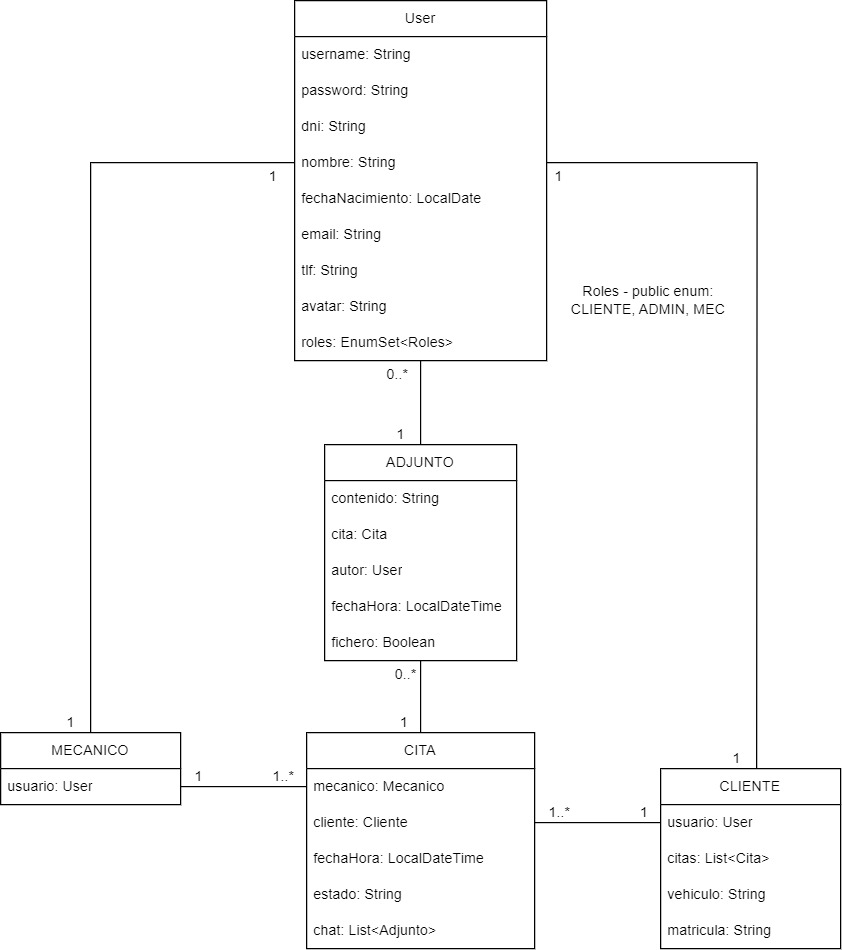 User
username: String
password: String
dni: String
nombre: String
fechaNacimiento: LocalDate
email: String
tlf: String
avatar: String
roles: EnumSet<Roles>
1
1
Roles - public enum:
CLIENTE, ADMIN, MEC
0..*
1
ADJUNTO
contenido: String
cita: Cita
autor: User
fechaHora: LocalDateTime
fichero: Boolean
0..*
1
1
MECANICO
usuario: User
1
1..*
CITA
mecanico: Mecanico
cliente: Cliente
fechaHora: LocalDateTime
estado: String
chat: List<Adjunto>
1..*
1
1
CLIENTE
usuario: User
citas: List<Cita>
vehiculo: String
matricula: String